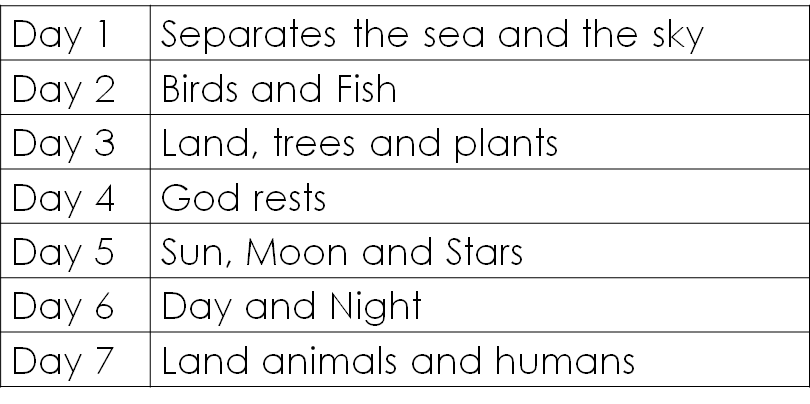 Day 1 Separates the sea and the sky
Day 2 Birds and Fish
Day 3 Land, trees and plants
Day 4 God rests
Day 5 Sun, Moon and Stars
Day 6 Day and Night
Day 7 Land animals and humans